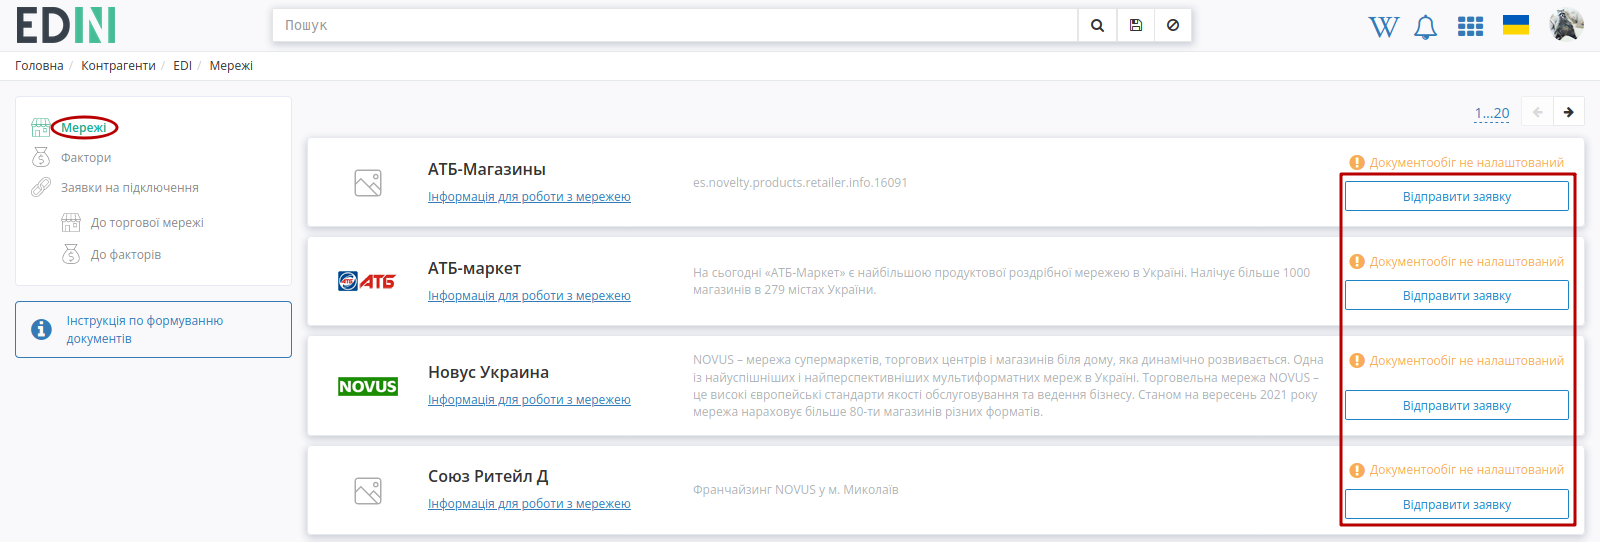 EDIN
Пошук
W
Головна / Контрагенти / EDI / Мережі
Мережі
Фактори
Заявки на підключення
До торгової мережі
До факторів
Інструкція по формуванню
документів
1...20
АТБ-Магазины
Інформація для роботи з мережею
es.novelty.products.retailer.info.16091
Документообіг не налаштований
Відправити заявку
АТБ
АТБ-маркет
Інформація для роботи з мережею
На сьогодні «АТБ-Маркет» є найбільшою продуктової роздрібної мережею в Україні. Налічує більше 1000
магазинів в 279 містах України.
Документообіг не налаштований
Відправити заявку
NOVUS
Новус Украина
Інформація для роботи з мережею
NOVUS – мережа супермаркетів, торгових центрів і магазинів біля дому, яка динамічно розвивається. Одна
із найуспішніших і найперспективніших мультиформатних мереж в Україні. Торговельна мережа NOVUS –
це високі європейські стандарти якості обслуговування та ведення бізнесу. Станом на вересень 2021 року
мережа нараховує більше 80-ти магазинів різних форматів.
Документообіг не налаштований
Відправити заявку
Союз Ритейл Д
Інформація для роботи з мережею
Франчайзинг NOVUS у м. Миколаїв
Документообіг не налаштований
Відправити заявку